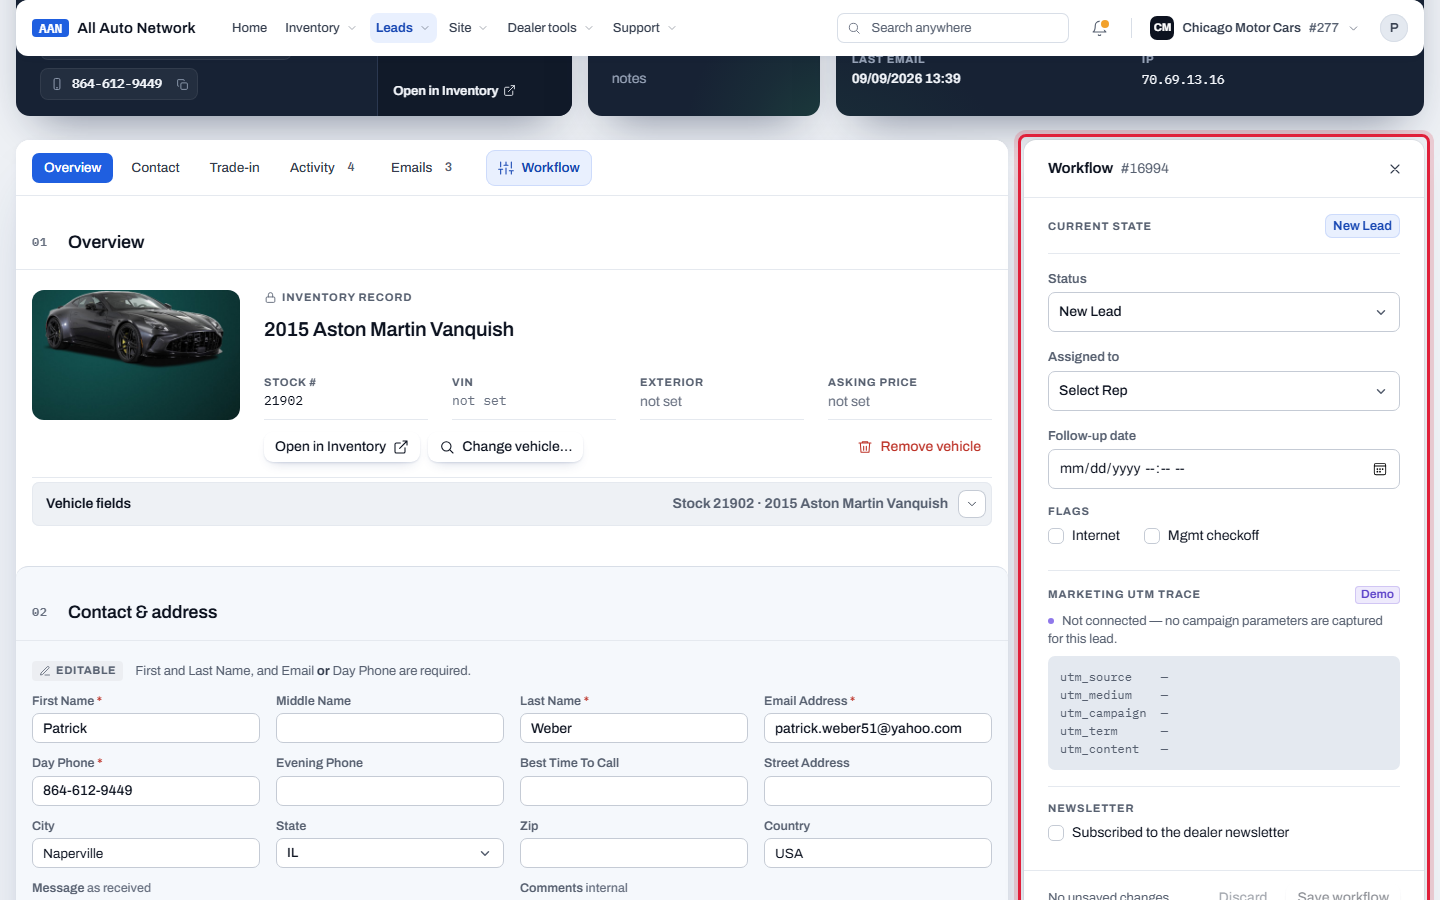 AAN All Auto Network Home Inventory Leads Site Dealer tools Support Search anywhere CM Chicago Motor Cars #277 P
864-612-9449
Open in Inventory
notes
LAST EMAIL IP
09/09/2026 13:39 70.69.13.16
Overview Contact Trade-in Activity 4 Emails 3 Workflow
01 Overview
INVENTORY RECORD
2015 Aston Martin Vanquish
STOCK # VIN EXTERIOR ASKING PRICE
21902 not set not set not set
Open in Inventory Change vehicle... Remove vehicle
Vehicle fields Stock 21902 · 2015 Aston Martin Vanquish
02 Contact & address
EDITABLE First and Last Name, and Email or Day Phone are required.
First Name * Middle Name Last Name * Email Address *
Patrick Weber patrick.weber51@yahoo.com
Day Phone * Evening Phone Best Time To Call Street Address
864-612-9449
City State Zip Country
Naperville IL USA
Message as received Comments internal
Workflow #16994
CURRENT STATE New Lead
Status
New Lead
Assigned to
Select Rep
Follow-up date
mm/dd/yyyy --:-- --
FLAGS
Internet Mgmt checkoff
MARKETING UTM TRACE Demo
Not connected — no campaign parameters are captured
for this lead.
utm_source —
utm_medium —
utm_campaign —
utm_term —
utm_content —
NEWSLETTER
Subscribed to the dealer newsletter
No unsaved changes Discard Save workflow